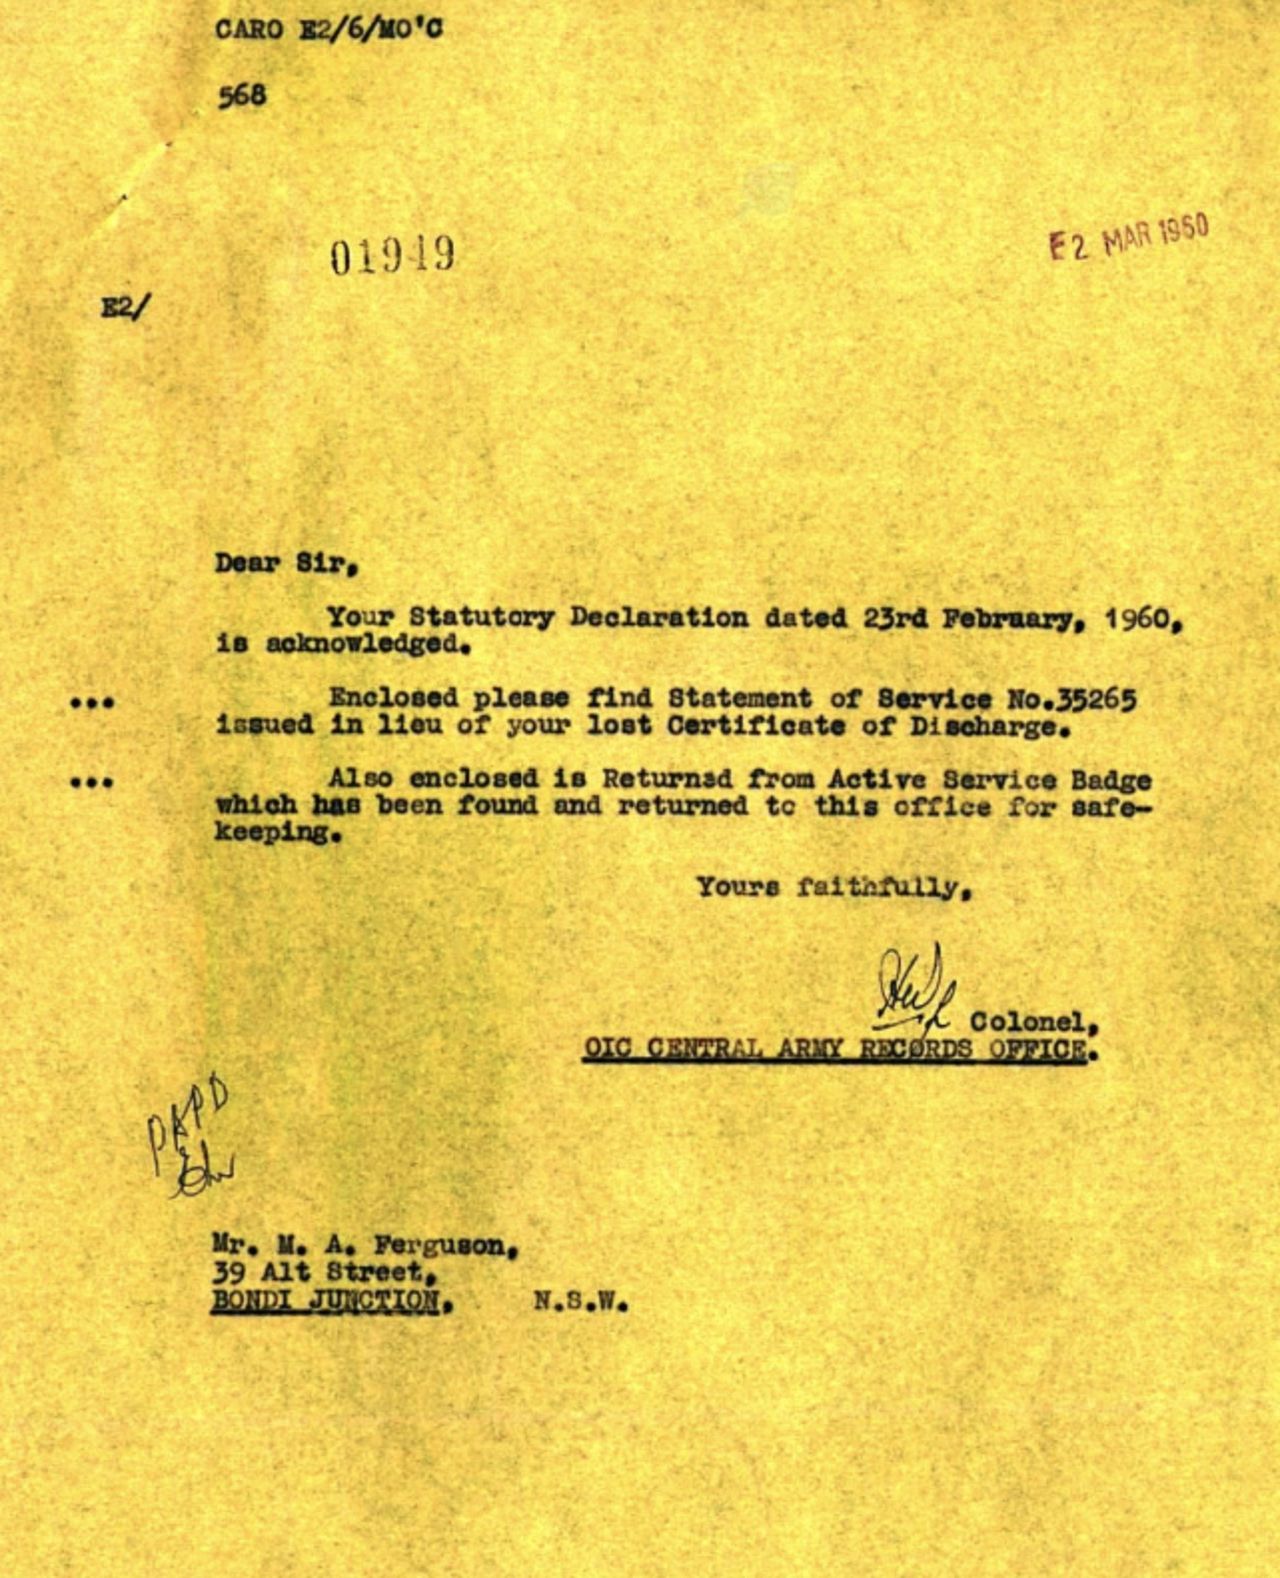 CARO E2/6/MO'C
568
01949
E2 MAR 1960
E2/
Dear Sir,
Your Statutory Declaration dated 23rd February, 1960,
is acknowledged.
... Enclosed please find Statement of Service No.35265
issued in lieu of your lost Certificate of Discharge.
... Also enclosed is Returned from Active Service Badge
which has been found and returned to this office for safe-
keeping.
Yours faithfully,
Colonel,
OIC CENTRAL ARMY RECORDS OFFICE.
PAPD
Mr. M. A. Ferguson,
39 Alt Street,
BONDI JUNCTION, N.S.W.